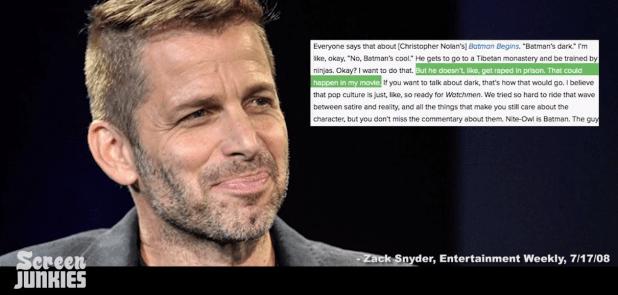 Everyone says that about [Christopher Nolan's] Batman Begins. "Batman's dark." I'm
like, okay, "No, Batman's cool." He gets to go to a Tibetan monastery and be trained by
ninjas. Okay? I want to do that. But he doesn't, like, get raped in prison. That could
happen in my movie. If you want to talk about dark, that's how that would go. I believe
that pop culture is just, like, so ready for Watchmen. We tried so hard to ride that wave
between satire and reality, and all the things that make you still care about the
character, but you don't miss the commentary about them. Nite-Owl is Batman. The guy
- Zack Snyder, Entertainment Weekly, 7/17/08
Screen
JUNKIES